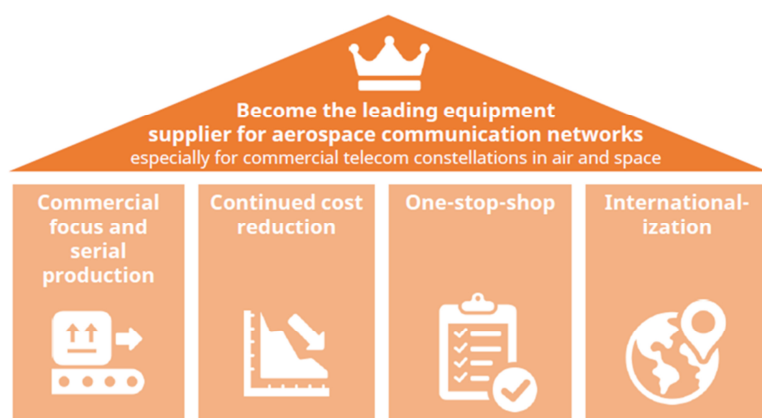 Become the leading equipment
supplier for aerospace communication networks
especially for commercial telecom constellations in air and space
Commercial
focus and
serial
production
Continued cost
reduction
One-stop-shop
International-
ization